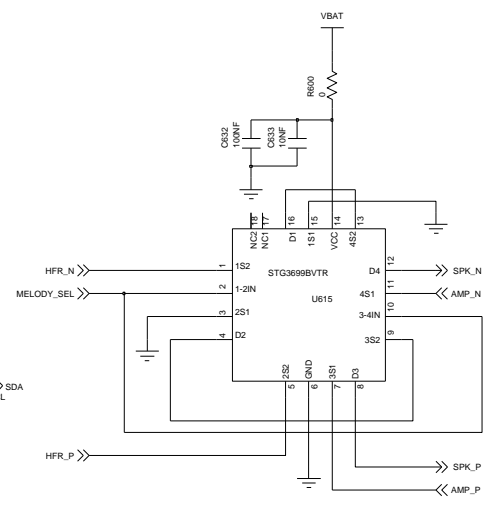 VBAT
R600
0
C632
100NF
C633
10NF
NC2
18
NC1
17
D1
16
1S1
15
VCC
14
4S2
13
HFR_N
1
1S2
STG3699BVTR
D4
12
SPK_N
MELODY_SEL
2
1-2IN
U615
4S1
11
AMP_N
3
2S1
3-4IN
10
4
D2
3S2
9
2S2
5
GND
6
3S1
7
D3
8
SDA
L
HFR_P
SPK_P
AMP_P